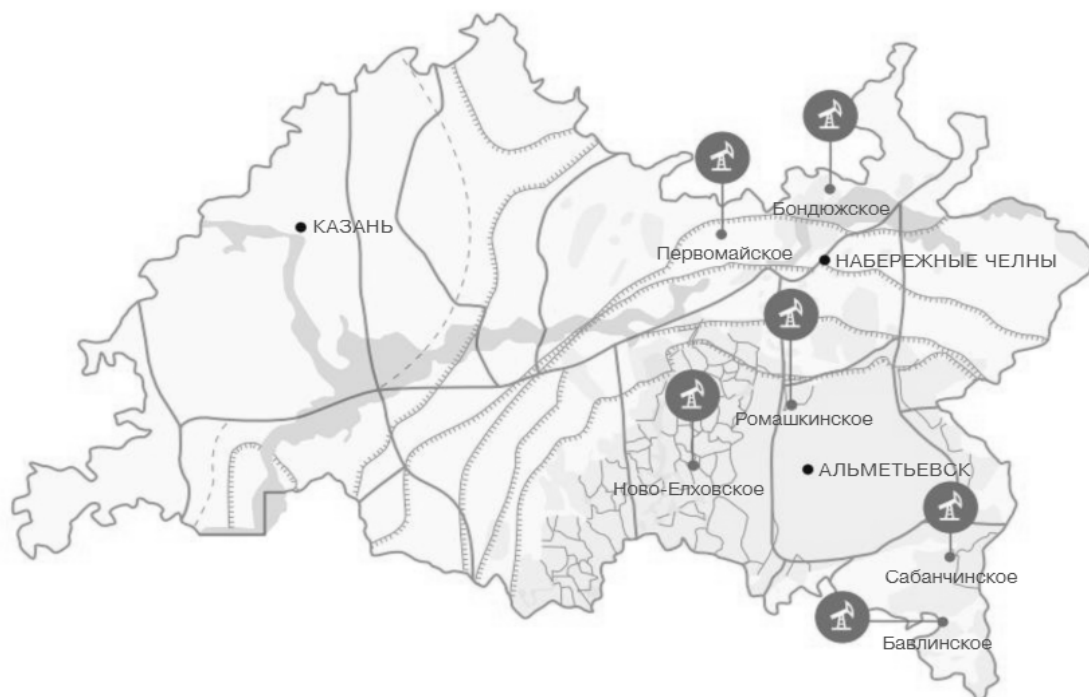 Бондюжское
КАЗАНЬ
Первомайское
НАБЕРЕЖНЫЕ ЧЕЛНЫ
Ромашкинское
АЛЬМЕТЬЕВСК
Ново-Елховское
Сабанчинское
Бавлинское